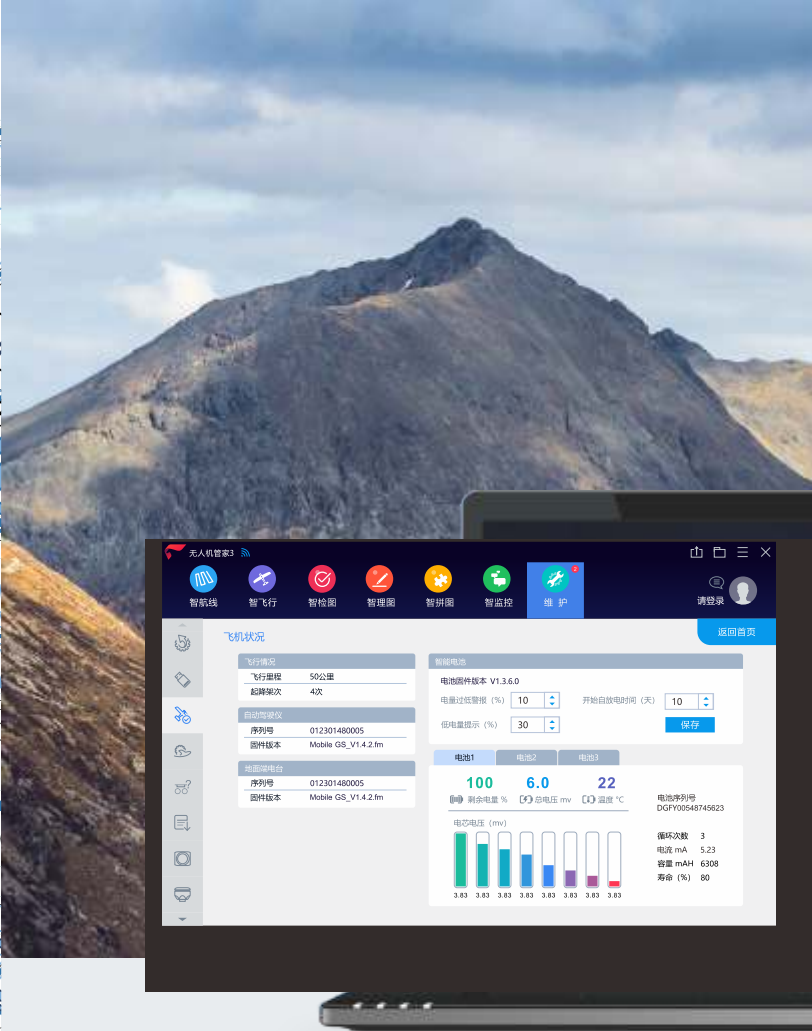 无人机管家3
智航线 智飞行 智检图 智理图 智拼图 智监控 维 护 2
请登录
返回首页
飞机状况
飞行情况
飞行里程 50公里
起降架次 4次
自动驾驶仪
序列号 012301480005
固件版本 Mobile GS_V1.4.2.fm
地面端电台
序列号 012301480005
固件版本 Mobile GS_V1.4.2.fm
智能电池
电池固件版本 V1.3.6.0
电量过低警报（%） 10 开始自放电时间（天） 10
低电量提示（%） 30 保存
电池1 电池2 电池3
100 6.0 22
剩余电量 % 总电压 mv 温度 °C
电芯电压（mv）
3.83 3.83 3.83 3.83 3.83 3.83 3.83 3.83
电池序列号
DGFY00548745623
循环次数 3
电流 mA 5.23
容量 mAH 6308
寿命（%） 80